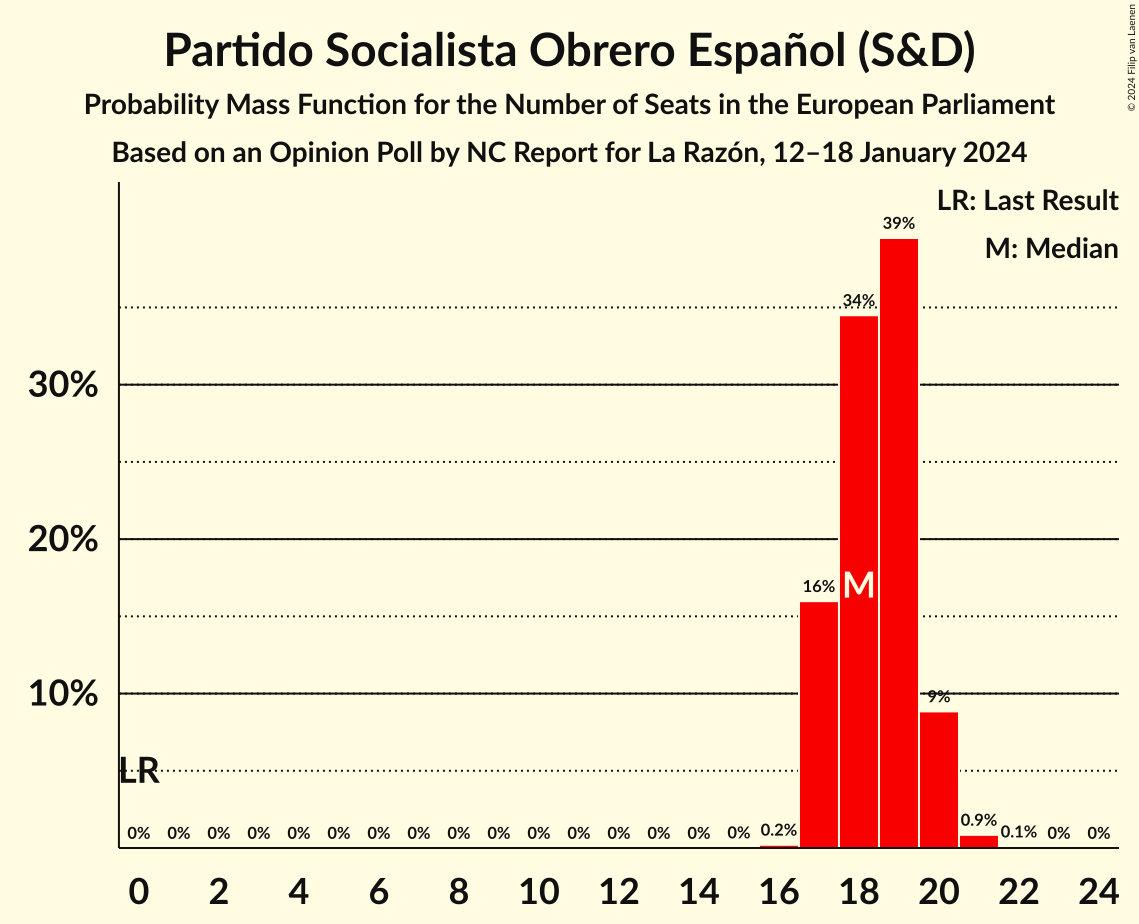 Partido Socialista Obrero Español (S&D)
Probability Mass Function for the Number of Seats in the European Parliament
Based on an Opinion Poll by NC Report for La Razón, 12–18 January 2024
© 2024 Filip van Laenen
LR: Last Result
M: Median
39%
34%
30%
20%
16%
M
10%
9%
LR
0% 0% 0% 0% 0% 0% 0% 0% 0% 0% 0% 0% 0% 0% 0% 0% 0.2% 0.9% 0.1% 0% 0%
0 2 4 6 8 10 12 14 16 18 20 22 24